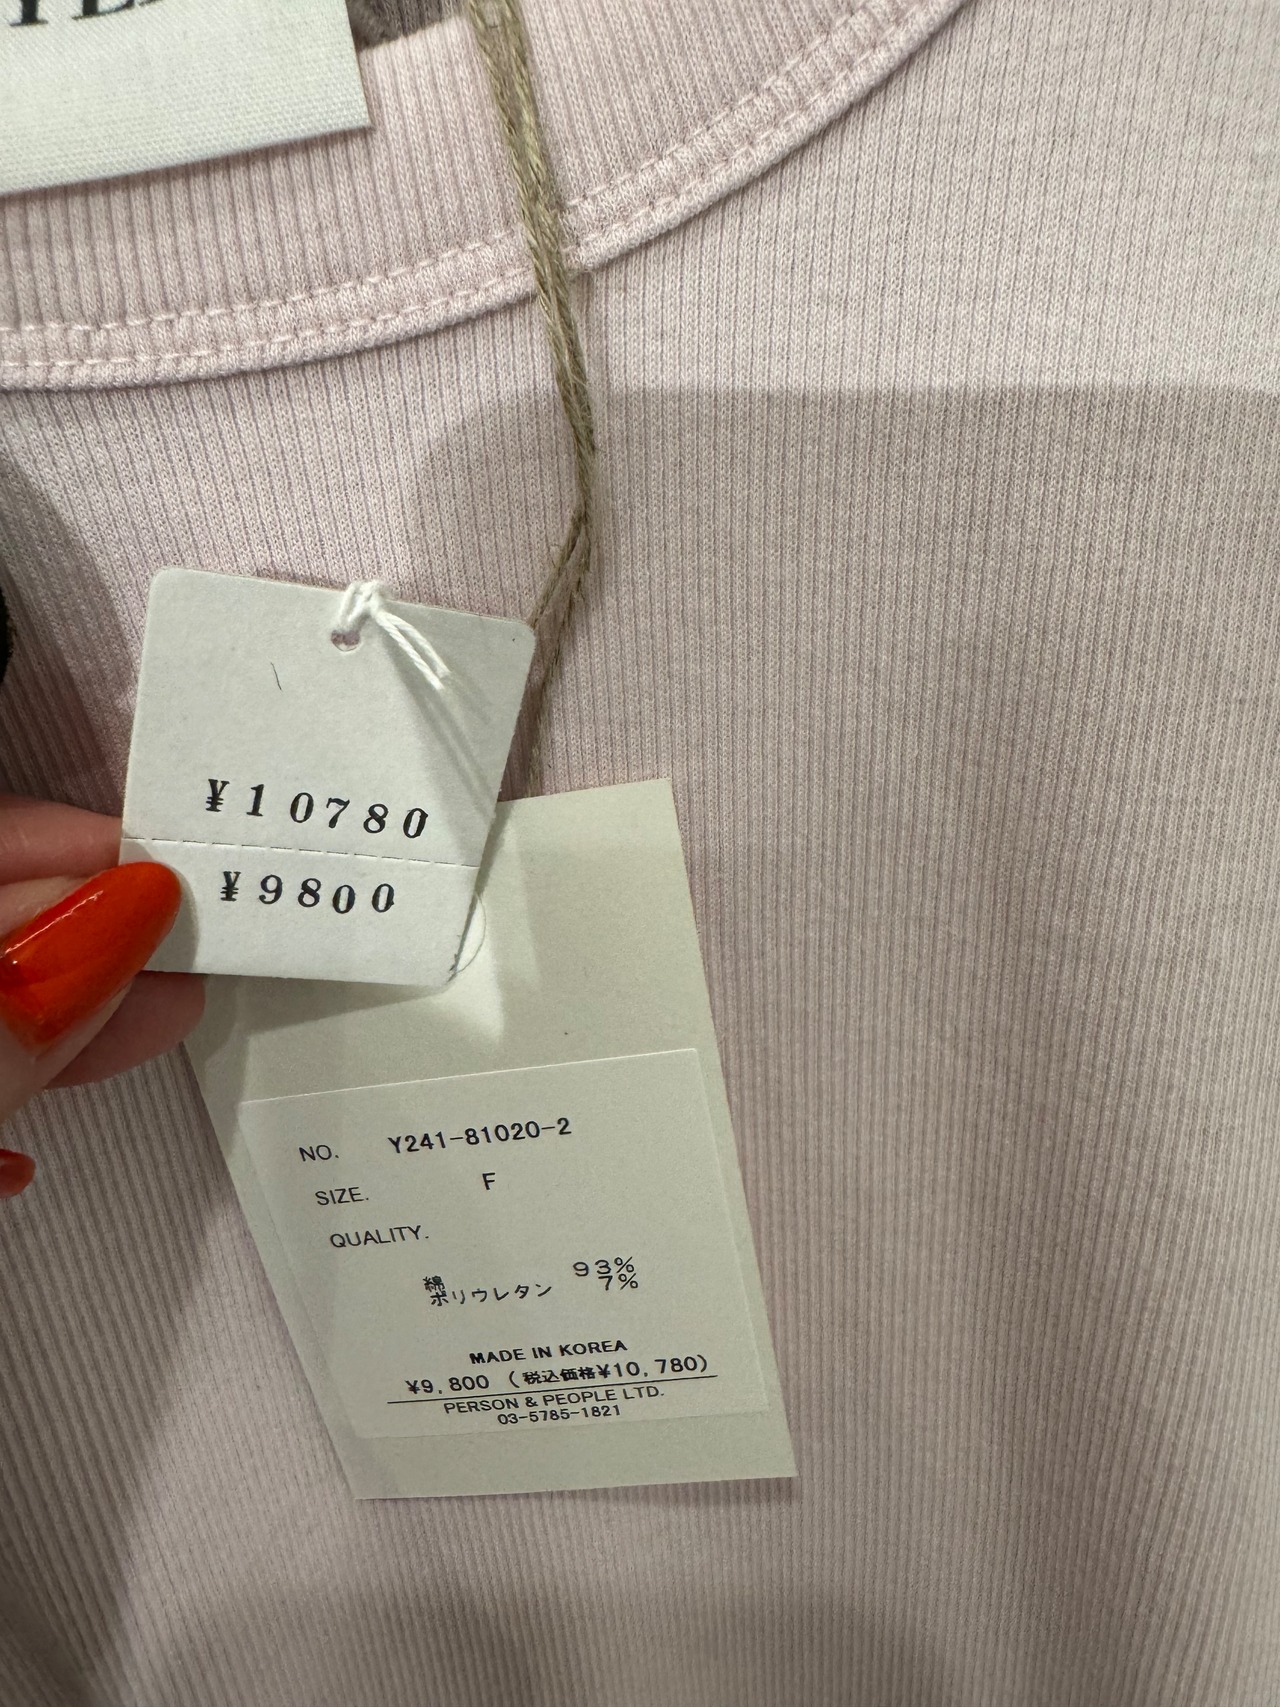 ¥10780
¥9800
NO. Y241-81020-2
SIZE. F
QUALITY.
綿 93%
ポリウレタン 7%
MADE IN KOREA
¥9,800 (税込価格¥10,780)
PERSON & PEOPLE LTD.
03-5785-1821